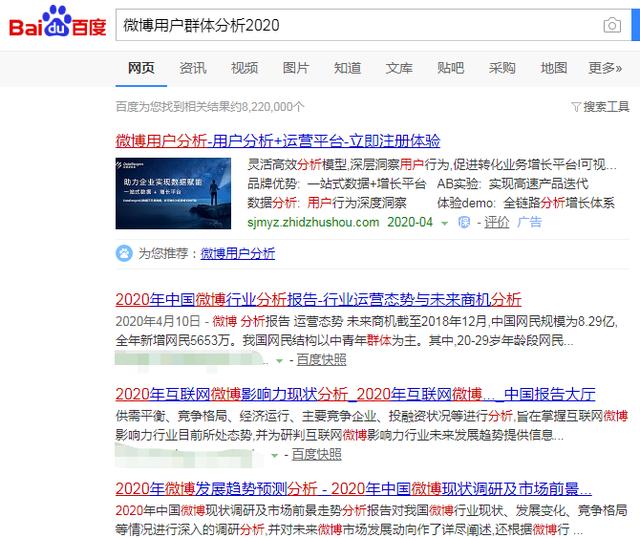 Bai du 百度
微博用户群体分析2020
网页 资讯 视频 图片 知道 文库 贴吧 采购 地图 更多»
百度为您找到相关结果约8,220,000个 搜索工具
微博用户分析-用户分析+运营平台-立即注册体验
助力企业实现数据赋能
一站式数据 + 增长平台
灵活高效分析模型,深层洞察用户行为,促进转化业务增长平台!可视...
品牌优势: 一站式数据+增长平台 AB实验: 实现高速产品迭代
数据分析: 用户行为深度洞察 体验demo: 全链路分析增长体系
sjmyz.zhidzhushou.com 2020-04 - 评价 广告
为您推荐: 微博用户分析
2020年中国微博行业分析报告-行业运营态势与未来商机分析
2020年4月10日 - 微博 分析报告 运营态势 未来商机截至2018年12月,中国网民规模为8.29亿,
全年新增网民5653万。我国网民结构以中青年群体为主。其中,20-29岁年龄段网民...
- 百度快照
2020年互联网微博影响力现状分析_2020年互联网微博..._中国报告大厅
供需平衡、竞争格局、经济运行、主要竞争企业、投融资状况等进行分析,旨在掌握互联网微博
影响力行业目前所处态势,并为研判互联网微博影响力行业未来发展趋势提供信息...
- 百度快照
2020年微博发展趋势预测分析 - 2020年中国微博现状调研及市场前景...
2020年中国微博现状调研及市场前景走势分析报告对我国微博行业现状、发展变化、竞争格局
等情况进行深入的调研分析,并对未来微博市场发展动向作了详尽阐述,还根据微博行 ...